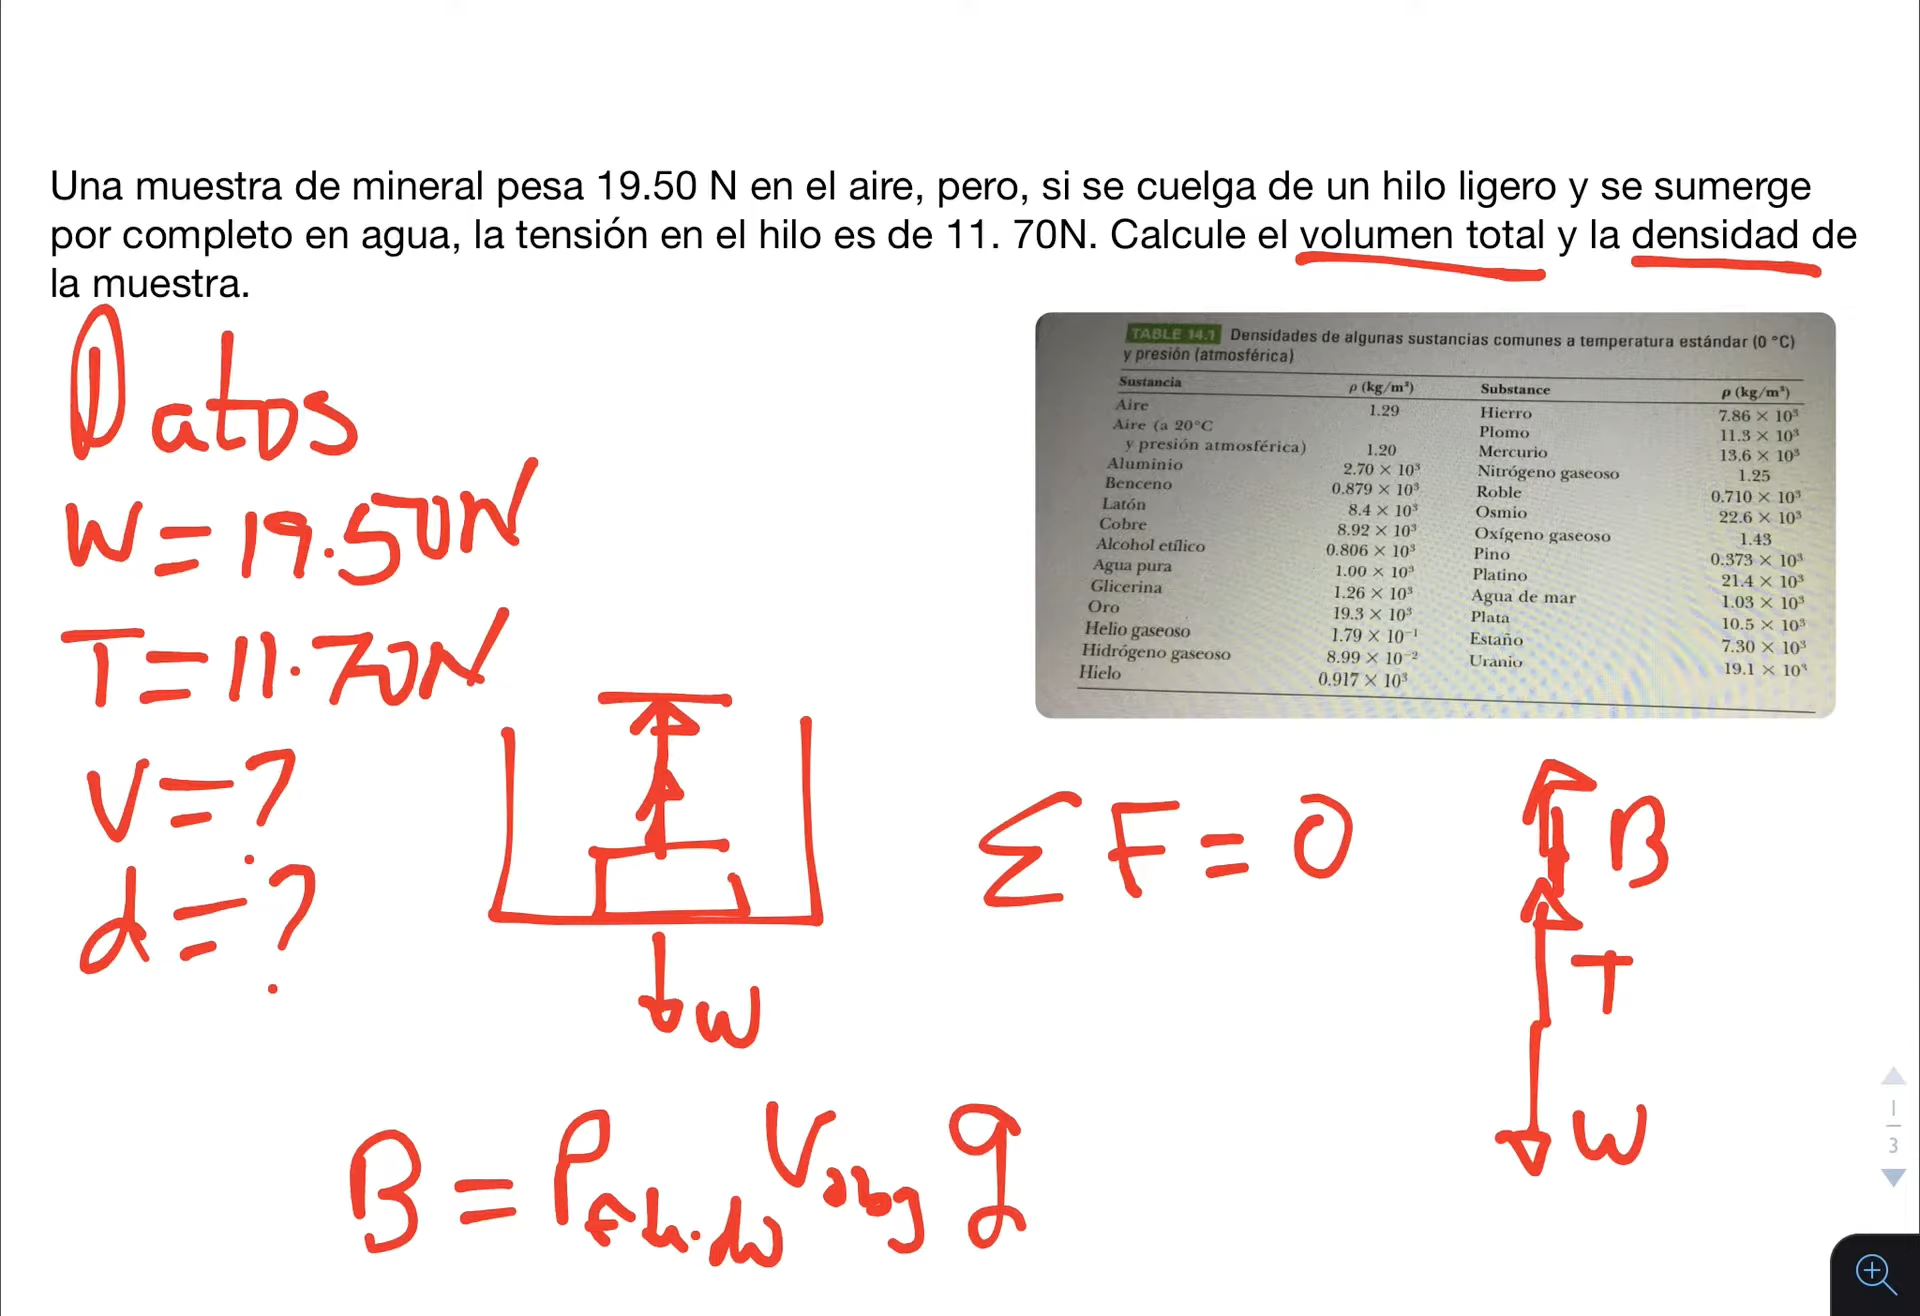 Una muestra de mineral pesa 19.50 N en el aire, pero, si se cuelga de un hilo ligero y se sumerge
por completo en agua, la tensión en el hilo es de 11. 70N. Calcule el volumen total y la densidad de
la muestra.
Datos
W=19.50N
T=11.70N
V=?
d=?
W
TABLE 14.1 Densidades de algunas sustancias comunes a temperatura estándar (0 °C)
y presión (atmosférica)
Sustancia ρ (kg/m³) Substance ρ (kg/m³)
Aire 1.29 Hierro 7.86 × 10³
Aire (a 20°C Plomo 11.3 × 10³
y presión atmosférica) 1.20 Mercurio 13.6 × 10³
Aluminio 2.70 × 10³ Nitrógeno gaseoso 1.25
Benceno 0.879 × 10³ Roble 0.710 × 10³
Latón 8.4 × 10³ Osmio 22.6 × 10³
Cobre 8.92 × 10³ Oxígeno gaseoso 1.43
Alcohol etílico 0.806 × 10³ Pino 0.373 × 10³
Agua pura 1.00 × 10³ Platino 21.4 × 10³
Glicerina 1.26 × 10³ Agua de mar 1.03 × 10³
Oro 19.3 × 10³ Plata 10.5 × 10³
Helio gaseoso 1.79 × 10⁻¹ Estaño 7.30 × 10³
Hidrógeno gaseoso 8.99 × 10⁻² Uranio 19.1 × 10³
Hielo 0.917 × 10³
ΣF=0
B
T
W
B=
V
g
1
3